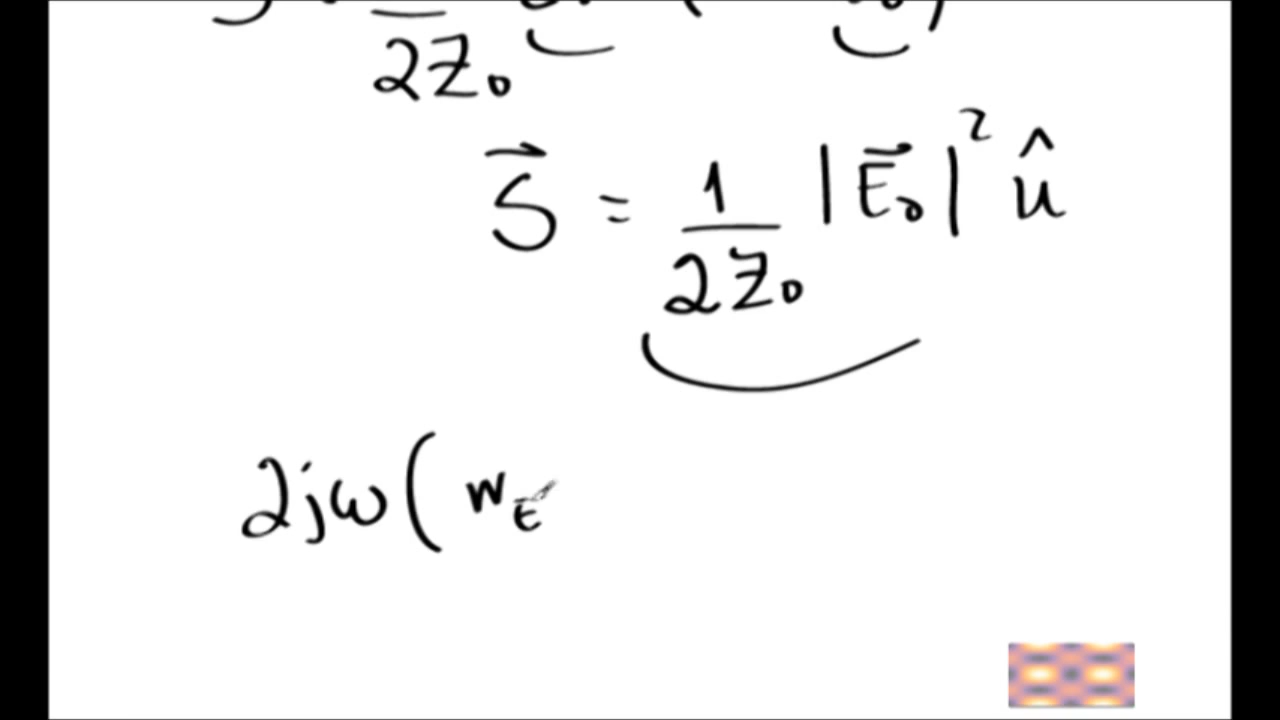 2Z₀
S⃗ = 1/2Z₀ |E⃗₀|² û
2jω( w_E